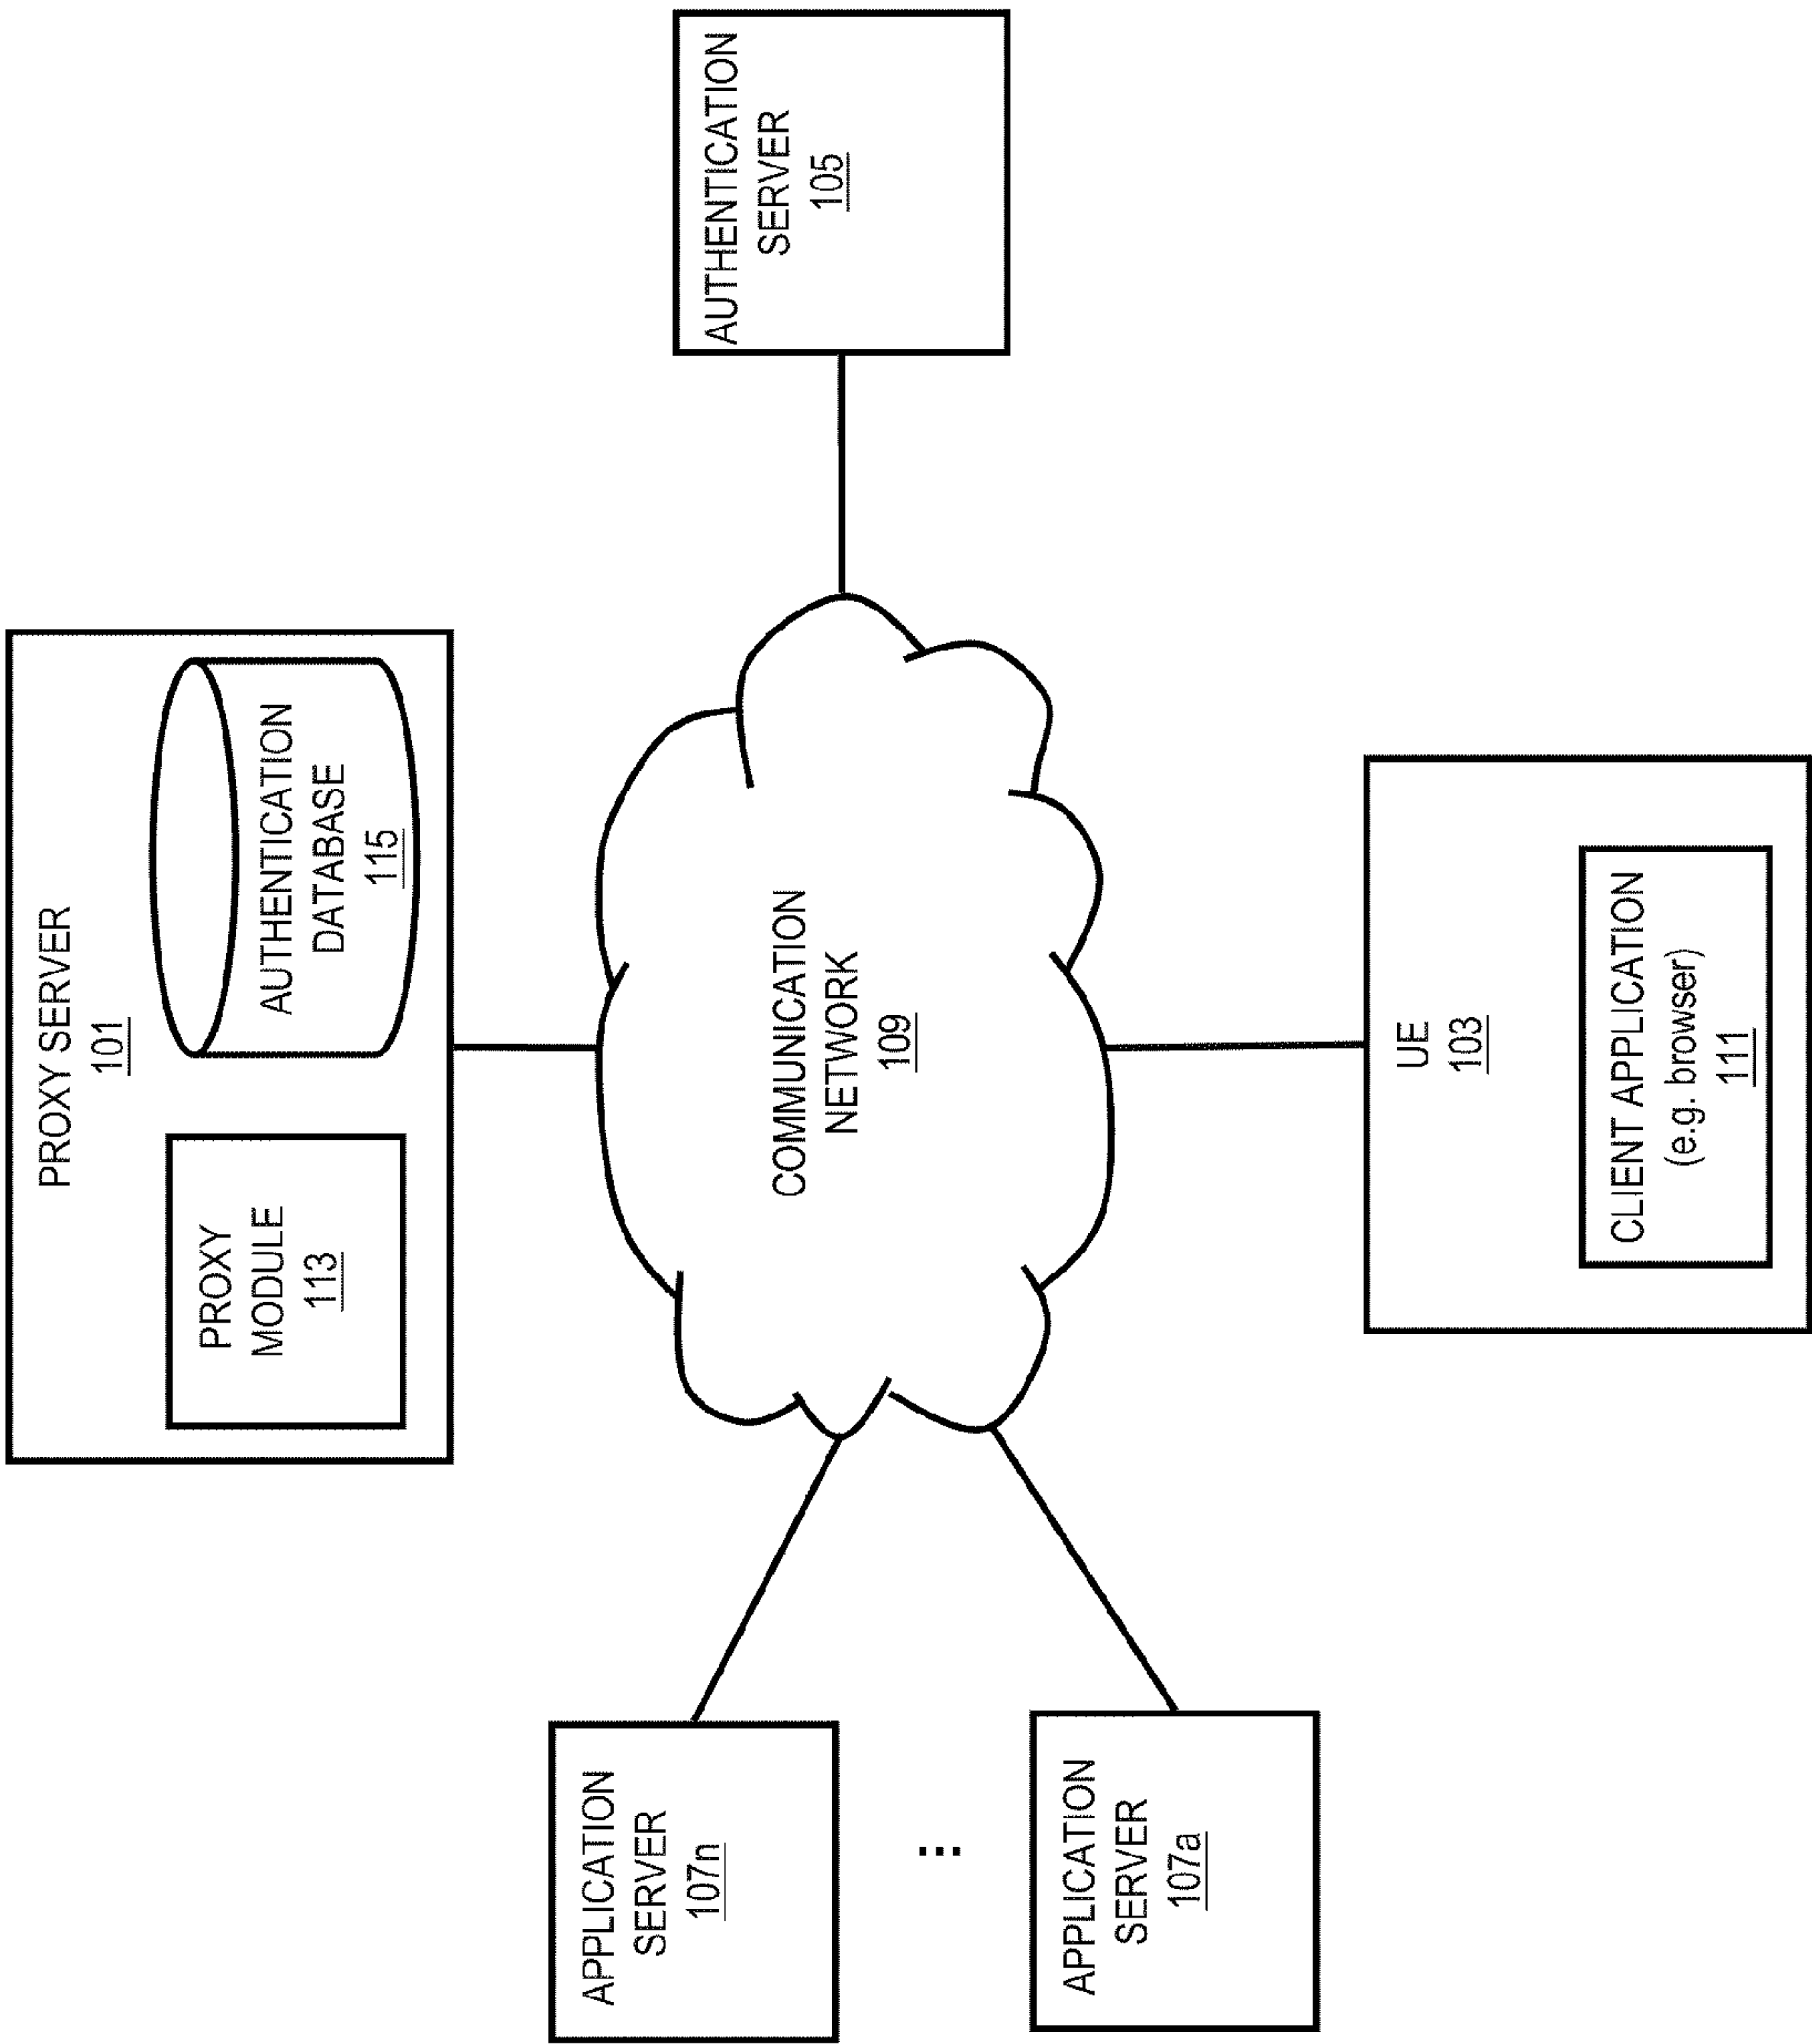 PROXY SERVER
101
PROXY
MODULE
113
AUTHENTICATION
DATABASE
115
APPLICATION
SERVER
107n
...
APPLICATION
SERVER
107a
COMMUNICATION
NETWORK
109
AUTHENTICATION
SERVER
105
UE
103
CLIENT APPLICATION
(e.g. browser)
111